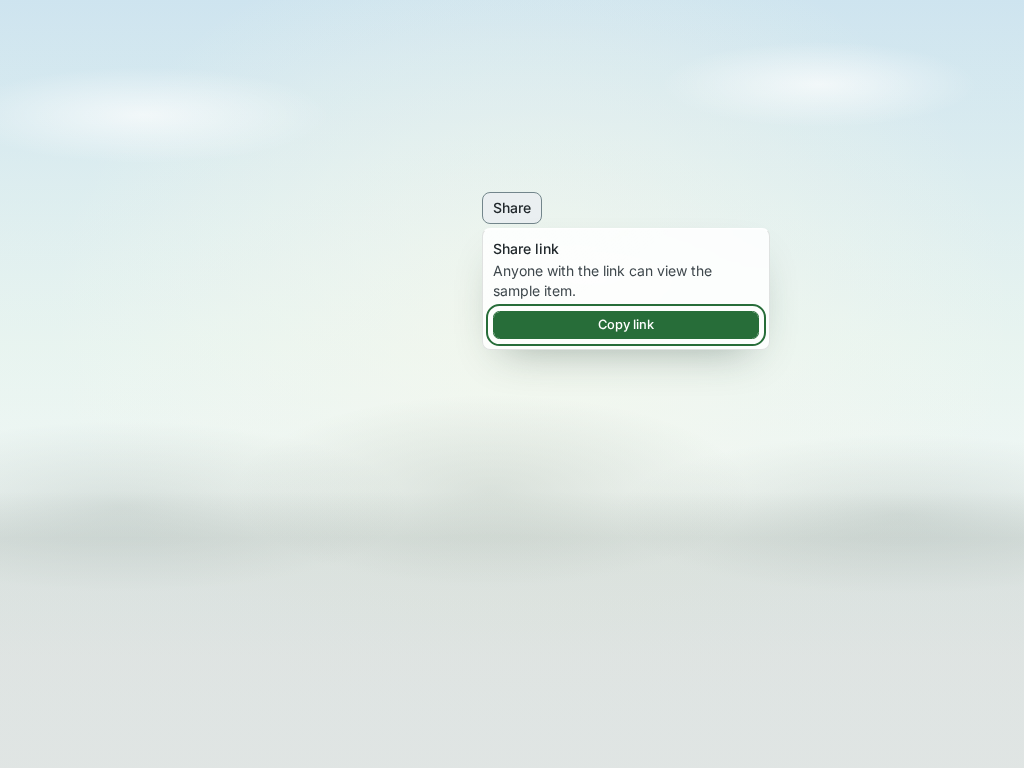 Share
Share link
Anyone with the link can view the
sample item.
Copy link